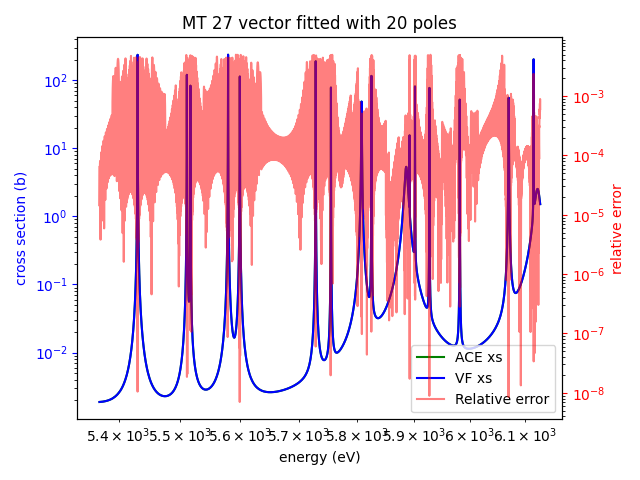 MT 27 vector fitted with 20 poles
cross section (b)
10²
10¹
10⁰
10⁻¹
10⁻²
10⁻³
10⁻⁴
10⁻⁵
10⁻⁶
10⁻⁷
10⁻⁸
relative error
ACE xs
VF xs
Relative error
5.4 × 10³ 5.5 × 10³ 5.6 × 10³ 5.7 × 10³ 5.8 × 10³ 5.9 × 10³ 6 × 10³ 6.1 × 10³
energy (eV)